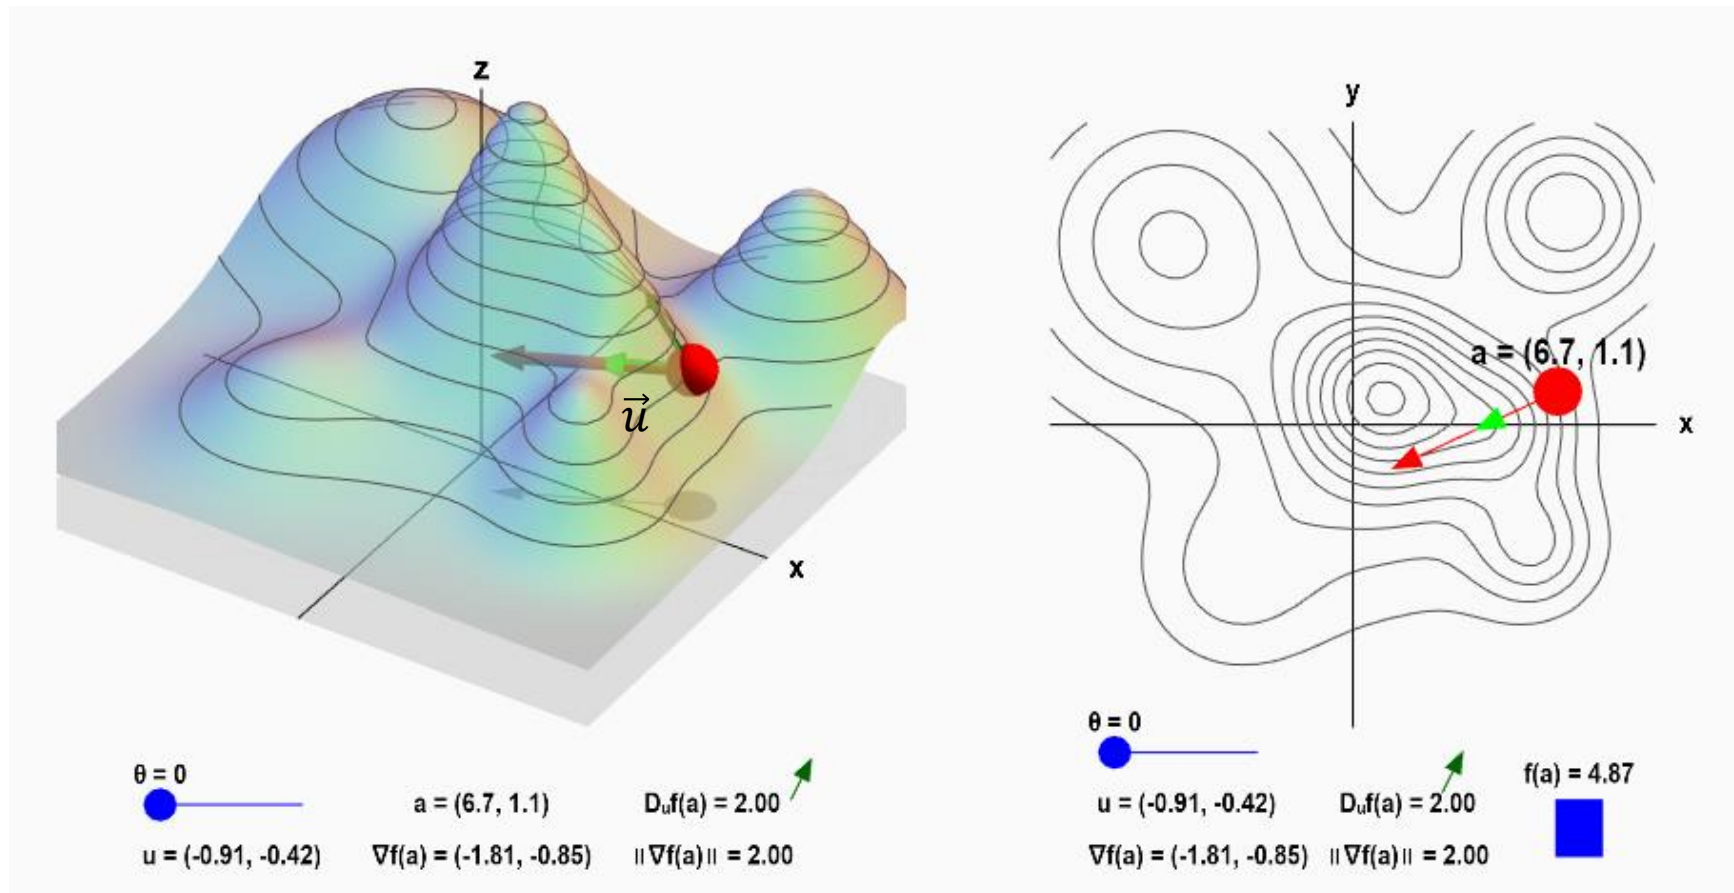 z
u
x
θ = 0
a = (6.7, 1.1)
Duf(a) = 2.00
u = (-0.91, -0.42)
∇f(a) = (-1.81, -0.85)
॥∇f(a)॥ = 2.00
y
a = (6.7, 1.1)
x
θ = 0
f(a) = 4.87
u = (-0.91, -0.42)
Duf(a) = 2.00
∇f(a) = (-1.81, -0.85)
॥∇f(a)॥ = 2.00